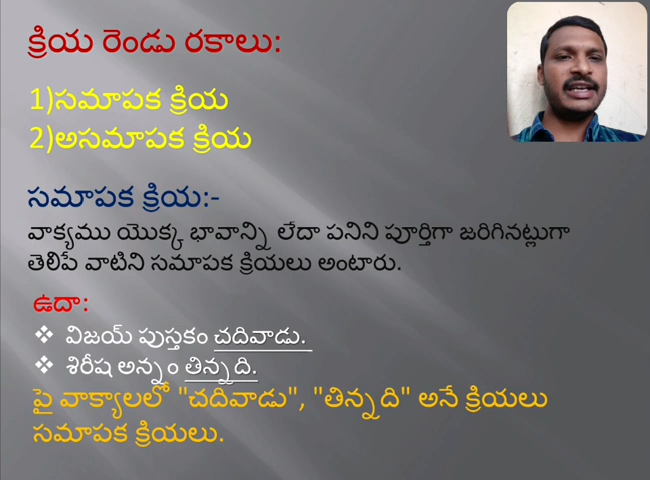 క్రియ రెండు రకాలు:
1)సమాపక క్రియ
2)అసమాపక క్రియ
సమాపక క్రియ:-
వాక్యము యొక్క భావాన్ని లేదా పనిని పూర్తిగా జరిగినట్లుగా
తెలిపే వాటిని సమాపక క్రియలు అంటారు.
ఉదా:
❖ విజయ్ పుస్తకం చదివాడు.
❖ శిరీష అన్నం తిన్నది.
పై వాక్యాలలో "చదివాడు", "తిన్నది" అనే క్రియలు
సమాపక క్రియలు.